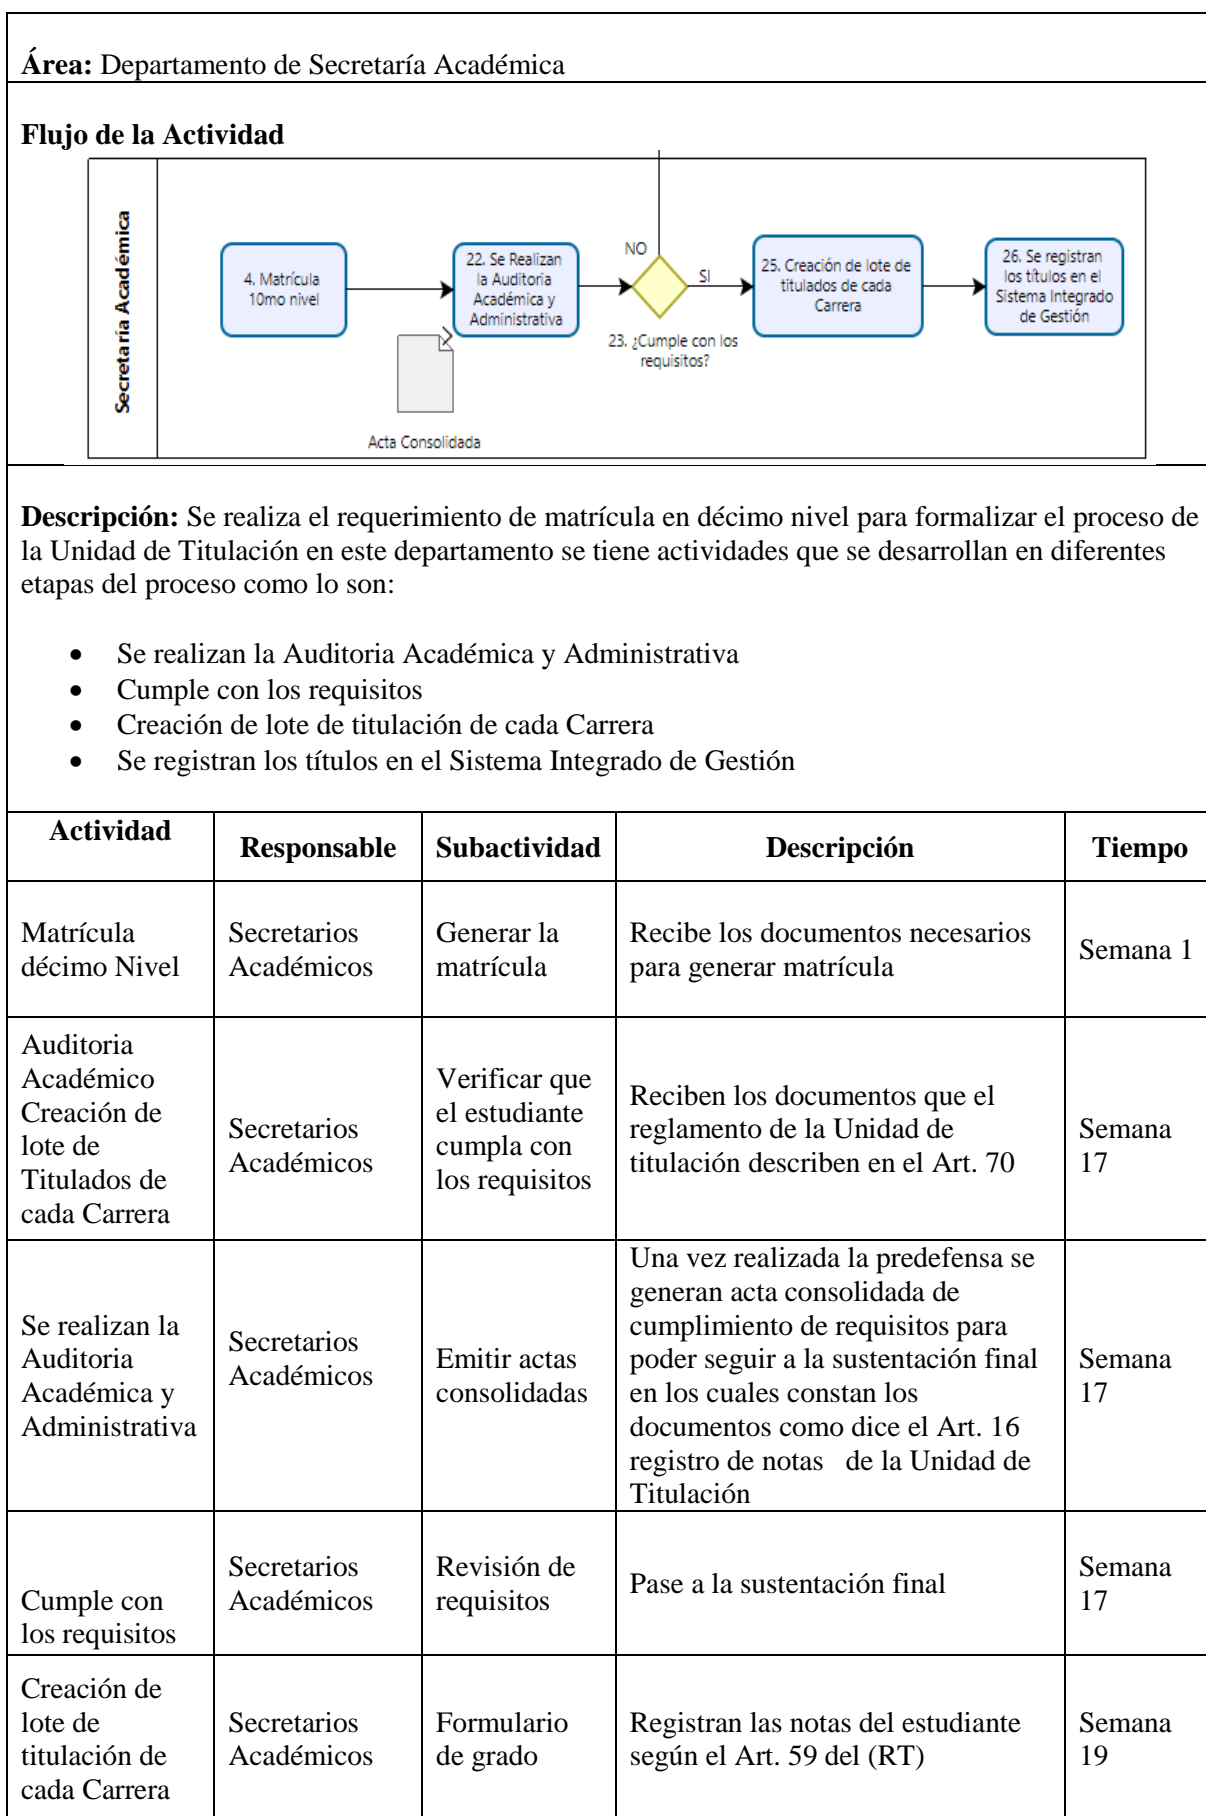 Área: Departamento de Secretaría Académica
Flujo de la Actividad
Secretaría Académica
4. Matrícula
10mo nivel
22. Se Realizan
la Auditoria
Académica y
Administrativa
Acta Consolidada
NO
SI
23. ¿Cumple con los
requisitos?
25. Creación de lote de
titulados de cada
Carrera
26. Se registran
los títulos en el
Sistema Integrado
de Gestión
Descripción: Se realiza el requerimiento de matrícula en décimo nivel para formalizar el proceso de
la Unidad de Titulación en este departamento se tiene actividades que se desarrollan en diferentes
etapas del proceso como lo son:
• Se realizan la Auditoria Académica y Administrativa
• Cumple con los requisitos
• Creación de lote de titulación de cada Carrera
• Se registran los títulos en el Sistema Integrado de Gestión
Actividad
Responsable
Subactividad
Descripción
Tiempo
Matrícula
décimo Nivel
Secretarios
Académicos
Generar la
matrícula
Recibe los documentos necesarios
para generar matrícula
Semana 1
Auditoria
Académico
Creación de
lote de
Titulados de
cada Carrera
Secretarios
Académicos
Verificar que
el estudiante
cumpla con
los requisitos
Reciben los documentos que el
reglamento de la Unidad de
titulación describen en el Art. 70
Semana
17
Se realizan la
Auditoria
Académica y
Administrativa
Secretarios
Académicos
Emitir actas
consolidadas
Una vez realizada la predefensa se
generan acta consolidada de
cumplimiento de requisitos para
poder seguir a la sustentación final
en los cuales constan los
documentos como dice el Art. 16
registro de notas de la Unidad de
Titulación
Semana
17
Cumple con
los requisitos
Secretarios
Académicos
Revisión de
requisitos
Pase a la sustentación final
Semana
17
Creación de
lote de
titulación de
cada Carrera
Secretarios
Académicos
Formulario
de grado
Registran las notas del estudiante
según el Art. 59 del (RT)
Semana
19